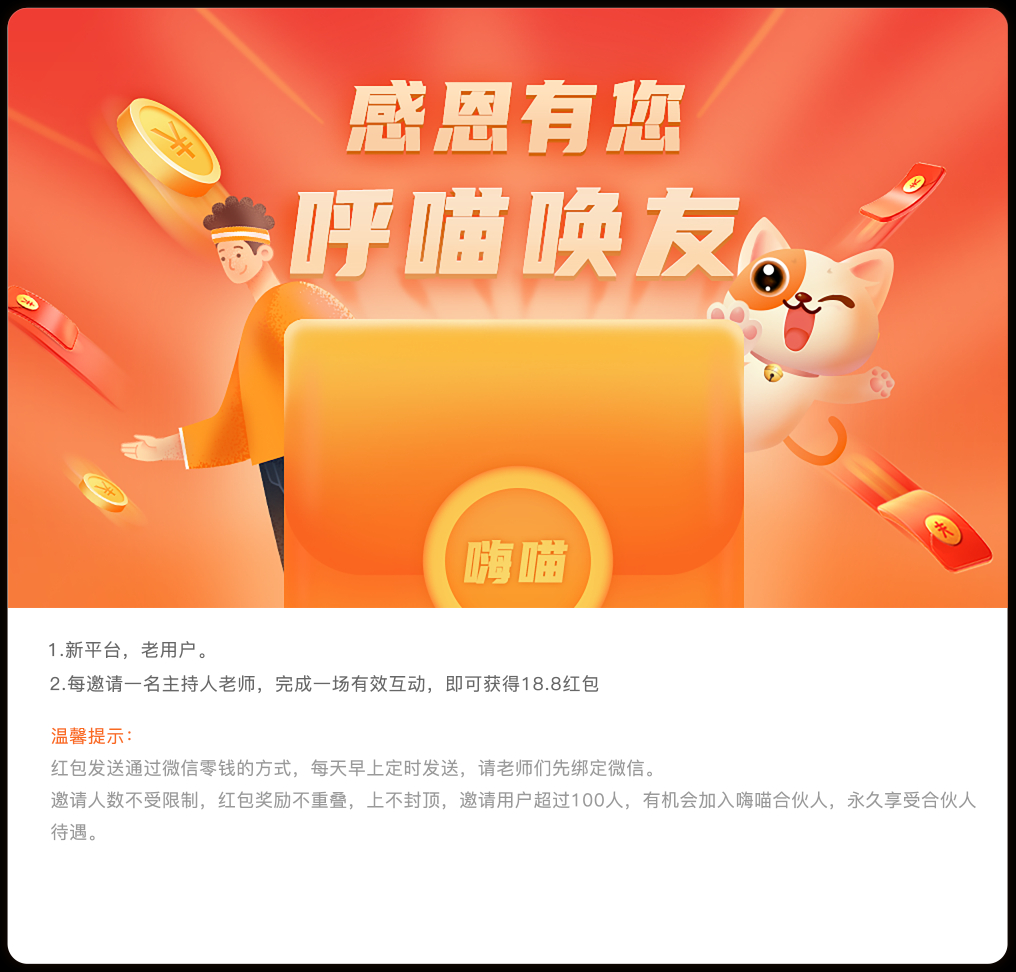 感恩有您
呼喵唤友
嗨喵
1.新平台，老用户。
2.每邀请一名主持人老师，完成一场有效互动，即可获得18.8红包
温馨提示：
红包发送通过微信零钱的方式，每天早上定时发送，请老师们先绑定微信。
邀请人数不受限制，红包奖励不重叠，上不封顶，邀请用户超过100人，有机会加入嗨喵合伙人，永久享受合伙人
待遇。